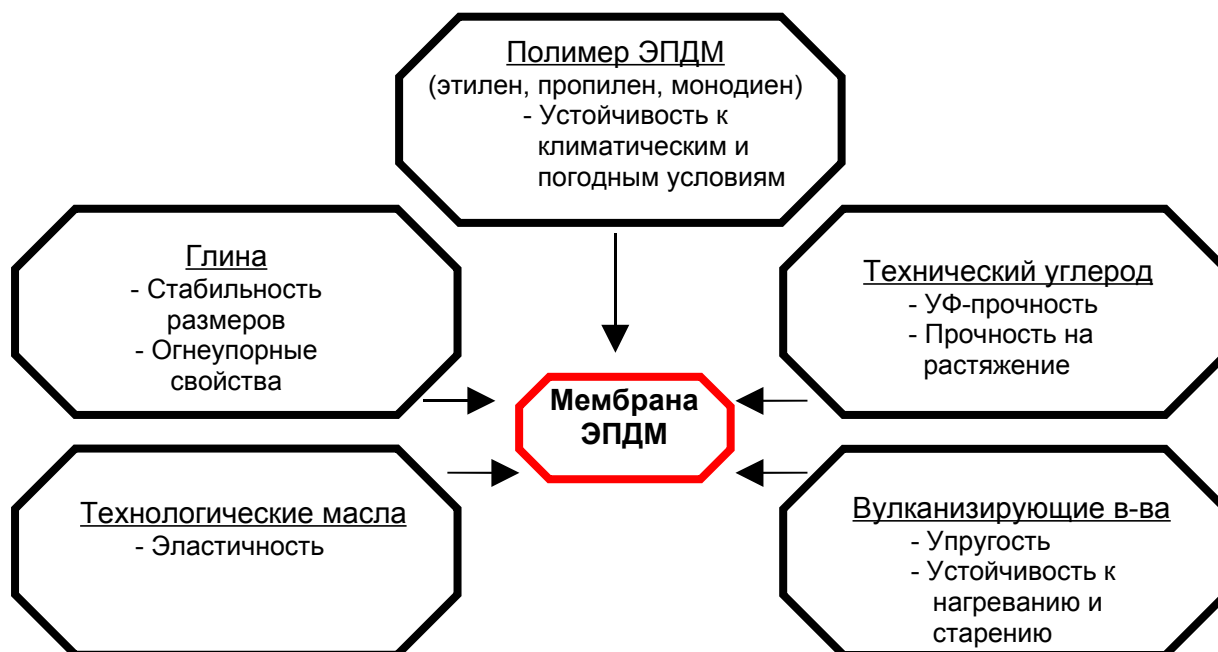 Полимер ЭПДМ
(этилен, пропилен, монодиен)
- Устойчивость к
климатическим и
погодным условиям
Глина
- Стабильность
размеров
- Огнеупорные
свойства
Технический углерод
- УФ-прочность
- Прочность на
растяжение
Мембрана
ЭПДМ
Технологические масла
- Эластичность
Вулканизирующие в-ва
- Упругость
- Устойчивость к
нагреванию и
старению